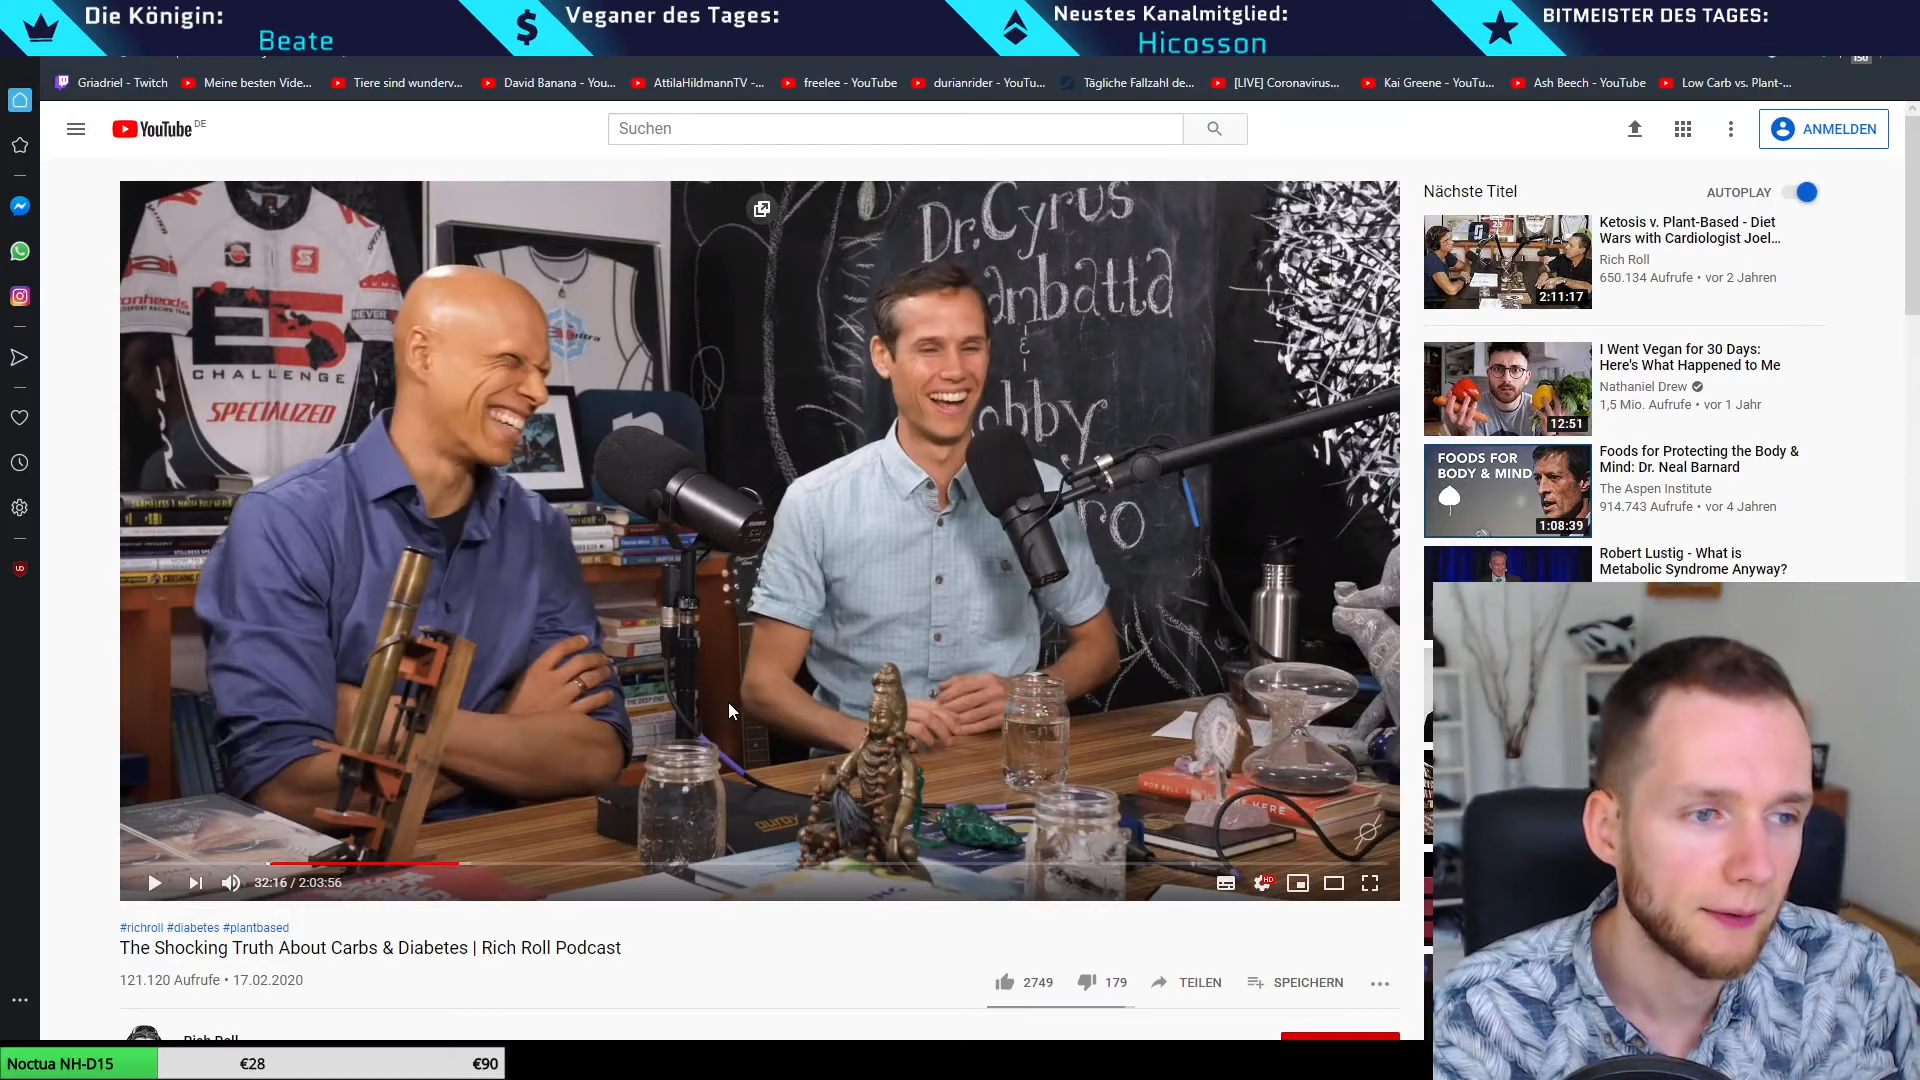 Die Königin:
Beate
Veganer des Tages:
Neustes Kanalmitglied:
Hicosson
BITMEISTER DES TAGES:
Griadriel - Twitch
Meine besten Vide...
Tiere sind wunderv...
David Banana - You...
AttilaHildmannTV -...
freelee - YouTube
durianrider - YouTu...
Tägliche Fallzahl de...
[LIVE] Coronavirus...
Kai Greene - YouTu...
Ash Beech - YouTube
Low Carb vs. Plant-...
YouTube DE
Suchen
ANMELDEN
Dr. Cyrus
ambatta
&
obby
ro
E5
CHALLENGE
SPECIALIZED
NEVER
32:16 / 2:03:56
HD
#richroll #diabetes #plantbased
The Shocking Truth About Carbs & Diabetes | Rich Roll Podcast
121.120 Aufrufe • 17.02.2020
2749
179
TEILEN
SPEICHERN
Rich Roll
Nächste Titel
AUTOPLAY
Ketosis v. Plant-Based - Diet
Wars with Cardiologist Joel...
Rich Roll
650.134 Aufrufe • vor 2 Jahren
2:11:17
I Went Vegan for 30 Days:
Here's What Happened to Me
Nathaniel Drew
1,5 Mio. Aufrufe • vor 1 Jahr
12:51
FOODS FOR
BODY & MIND
1:08:39
Foods for Protecting the Body &
Mind: Dr. Neal Barnard
The Aspen Institute
914.743 Aufrufe • vor 4 Jahren
Robert Lustig - What is
Metabolic Syndrome Anyway?
Noctua NH-D15
€28
€90